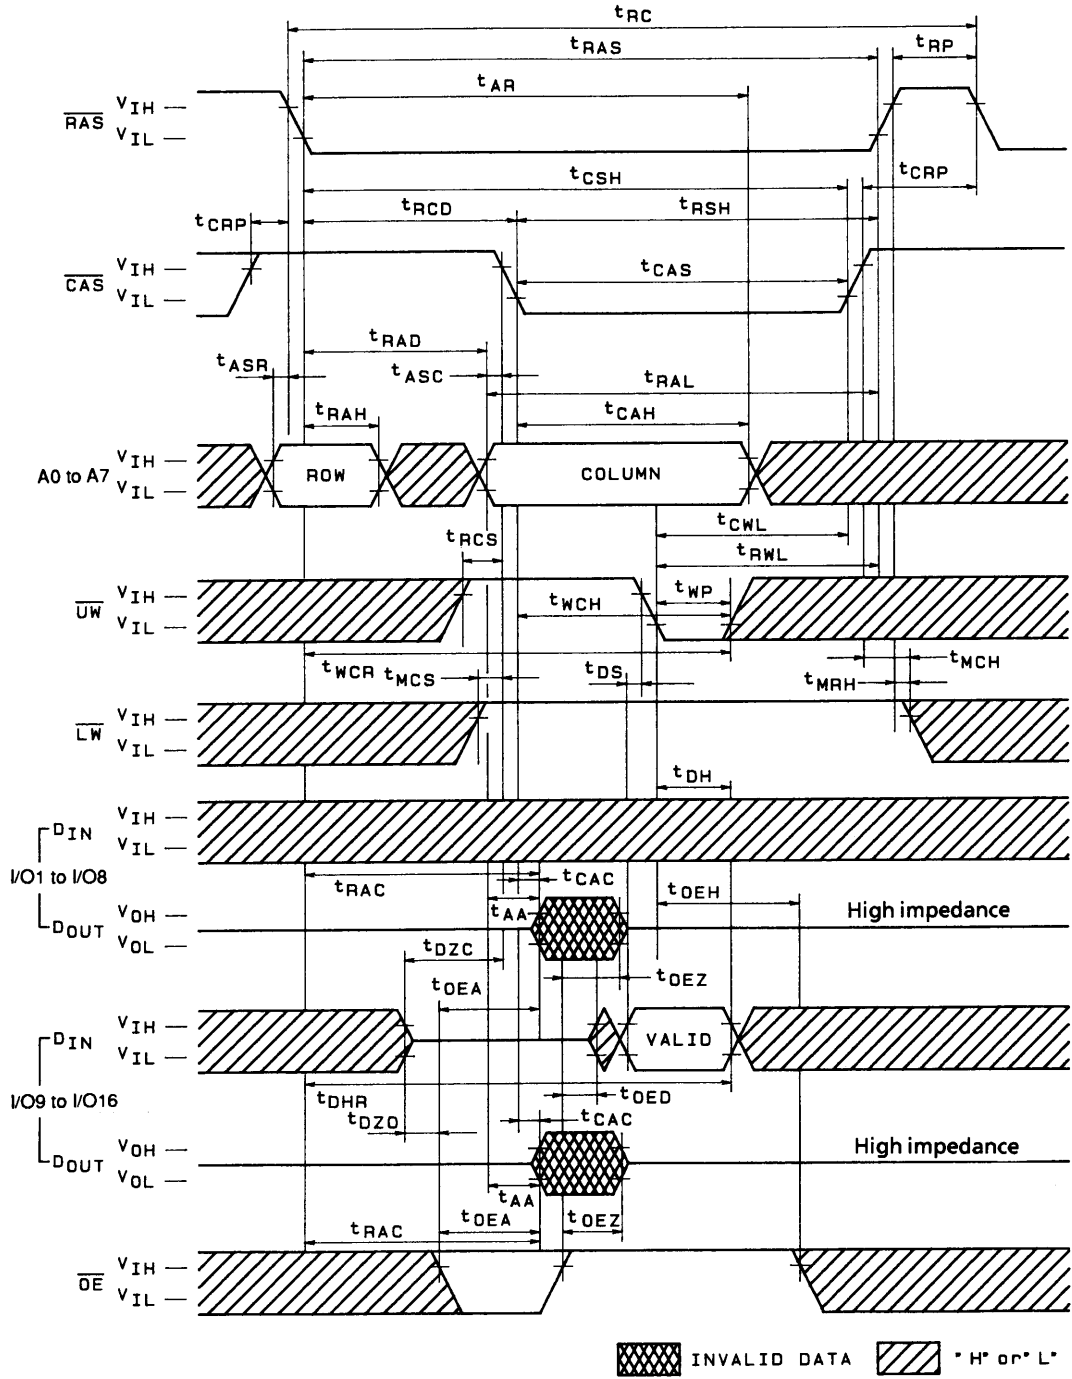 tRC
tRAS
tRP
tAR
RAS
VIH
VIL
tCSH
tCRP
tRCD
tRSH
tCRP
CAS
VIH
VIL
tCAS
tRAD
tASR
tASC
tRAL
tRAH
tCAH
A0 to A7
VIH
VIL
ROW
COLUMN
tCWL
tRCS
tRWL
UW
VIH
VIL
tWCH
tWP
tWCR
tMCS
tDS
tMCH
tMRH
LW
VIH
VIL
tDH
VIH
DIN
VIL
I/O1 to I/O8
tRAC
tCAC
tOEH
DOUT
VOH
VOL
tAA
High impedance
tDZC
tOEZ
tOEA
DIN
VIH
VIL
VALID
I/O9 to I/O16
tDHR
tOED
tDZO
tCAC
DOUT
VOH
VOL
High impedance
tAA
tRAC
tOEA
tOEZ
OE
VIH
VIL
INVALID DATA
"H" or "L"